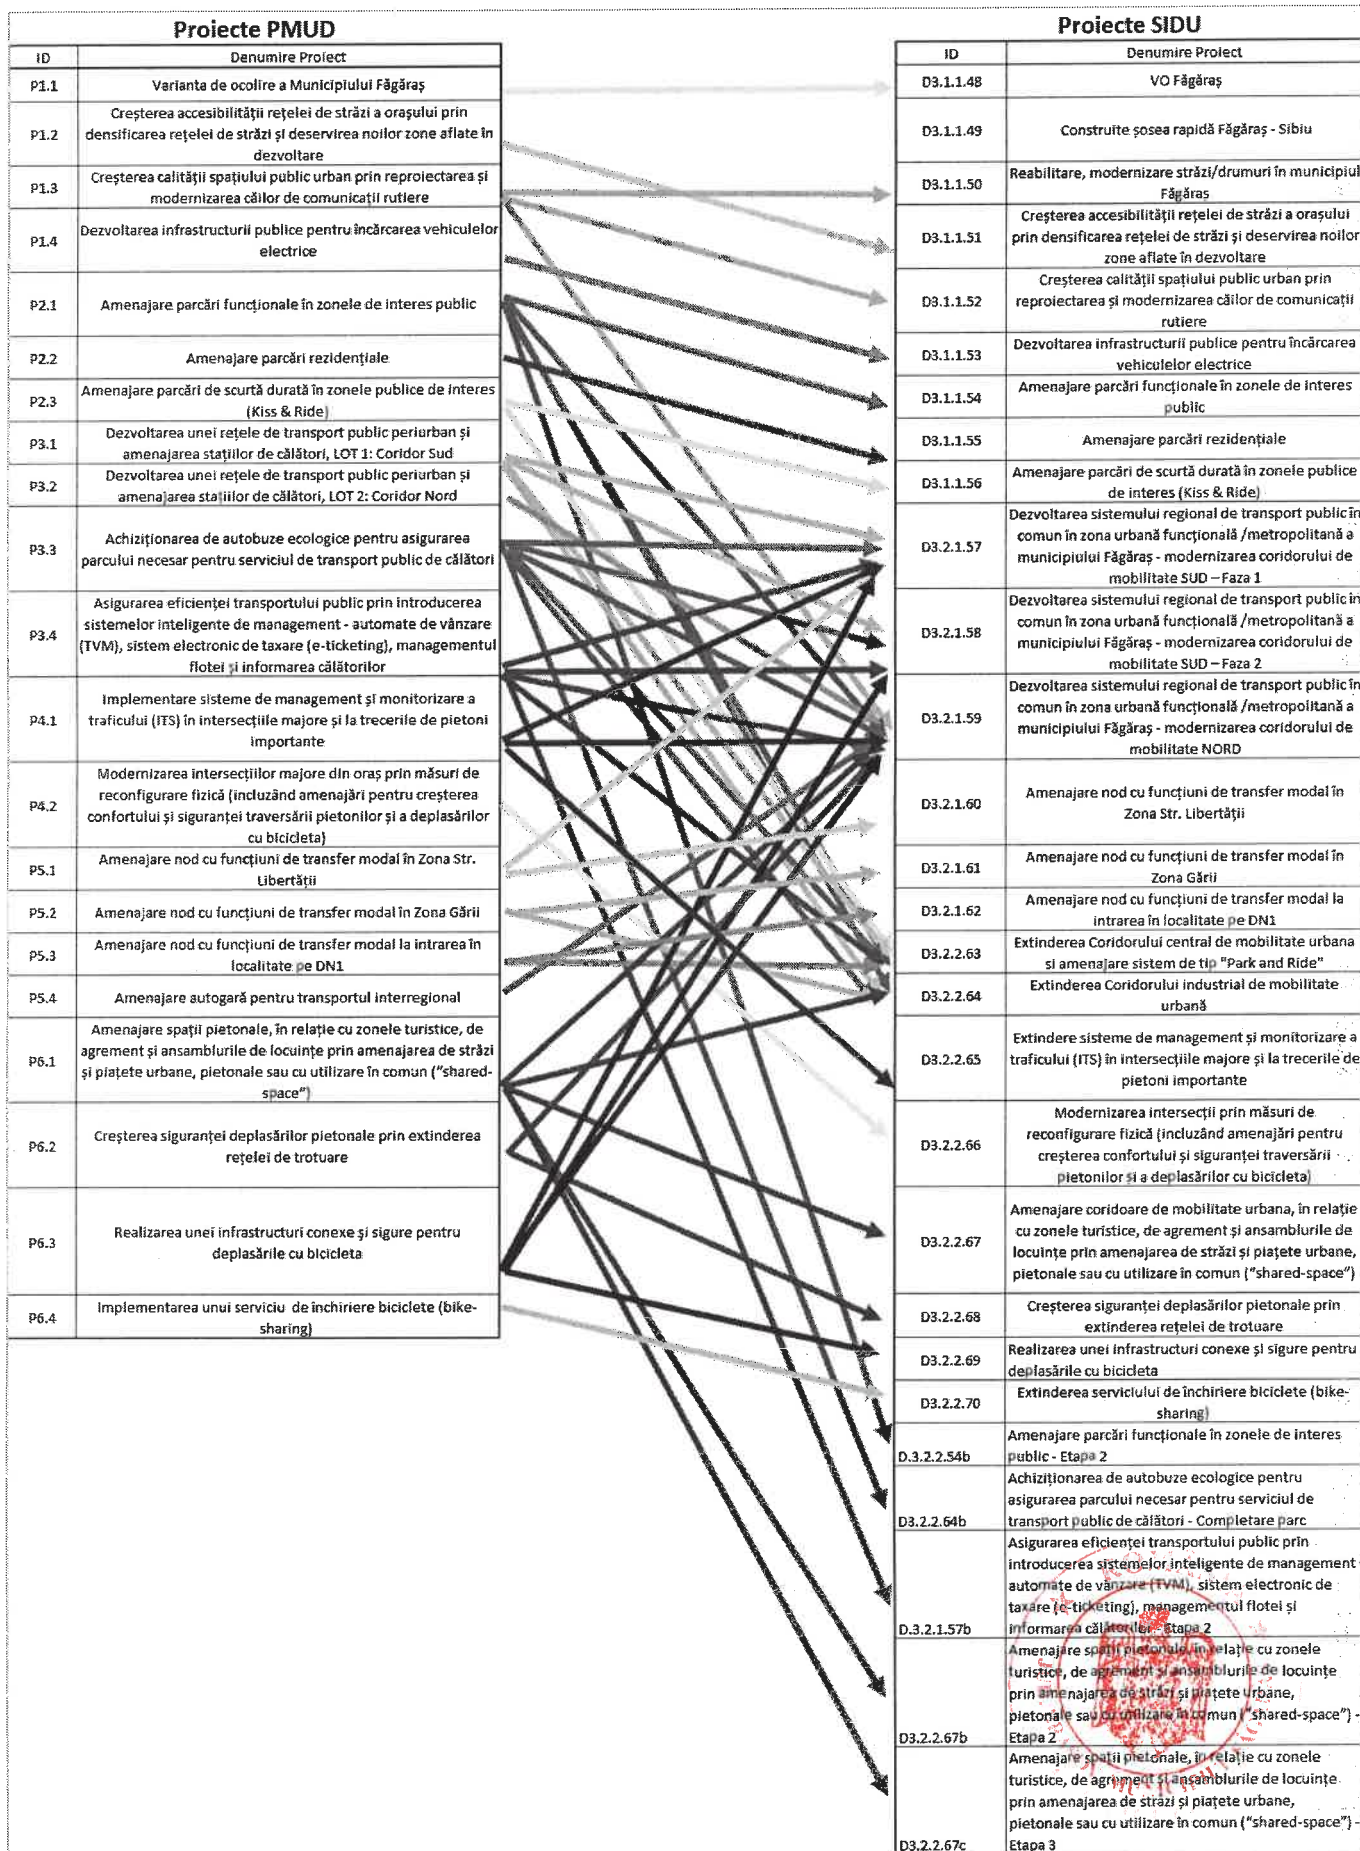 Proiecte PMUD
ID Denumire Proiect
P1.1 Varianta de ocolire a Municipiului Făgăraș
P1.2 Creșterea accesibilității rețelei de străzi a orașului prin
densificarea rețelei de străzi și deservirea noilor zone aflate în
dezvoltare
P1.3 Creșterea calității spațiului public urban prin reproiectarea și
modernizarea căilor de comunicații rutiere
P1.4 Dezvoltarea infrastructurii publice pentru încărcarea vehiculelor
electrice
P2.1 Amenajare parcări funcționale în zonele de interes public
P2.2 Amenajare parcări rezidențiale
P2.3 Amenajare parcări de scurtă durată în zonele publice de interes
(Kiss & Ride)
P3.1 Dezvoltarea unei rețele de transport public periurban și
amenajarea stațiilor de călători, LOT 1: Coridor Sud
P3.2 Dezvoltarea unei rețele de transport public periurban și
amenajarea stațiilor de călători, LOT 2: Coridor Nord
P3.3 Achiziționarea de autobuze ecologice pentru asigurarea
parcului necesar pentru serviciul de transport public de călători
P3.4 Asigurarea eficienței transportului public prin introducerea
sistemelor inteligente de management - automate de vânzare
(TVM), sistem electronic de taxare (e-ticketing), managementul
flotei și informarea călătorilor
P4.1 Implementare sisteme de management și monitorizare a
traficului (ITS) în intersecțiile majore și la trecerile de pietoni
importante
P4.2 Modernizarea intersecțiilor majore din oraș prin măsuri de
reconfigurare fizică (incluzând amenajări pentru creșterea
confortului și siguranței traversării pietonilor și a deplasărilor
cu bicicleta)
P5.1 Amenajare nod cu funcțiuni de transfer modal în Zona Str.
Libertății
P5.2 Amenajare nod cu funcțiuni de transfer modal în Zona Gării
P5.3 Amenajare nod cu funcțiuni de transfer modal la intrarea în
localitate pe DN1
P5.4 Amenajare autogară pentru transportul interregional
P6.1 Amenajare spații pietonale, în relație cu zonele turistice, de
agrement și ansamblurile de locuințe prin amenajarea de străzi
și piațete urbane, pietonale sau cu utilizare în comun ("shared-
space")
P6.2 Creșterea siguranței deplasărilor pietonale prin extinderea
rețelei de trotuare
P6.3 Realizarea unei infrastructuri conexe și sigure pentru
deplasările cu bicicleta
P6.4 Implementarea unui serviciu de închiriere biciclete (bike-
sharing)
Proiecte SIDU
ID Denumire Proiect
D3.1.1.48 VO Făgăraș
D3.1.1.49 Construite șosea rapidă Făgăraș - Sibiu
D3.1.1.50 Reabilitare, modernizare străzi/drumuri în municipiul
Făgăraș
D3.1.1.51 Creșterea accesibilității rețelei de străzi a orașului
prin densificarea rețelei de străzi și deservirea noilor
zone aflate în dezvoltare
D3.1.1.52 Creșterea calității spațiului public urban prin
reproiectarea și modernizarea căilor de comunicații
rutiere
D3.1.1.53 Dezvoltarea infrastructurii publice pentru încărcarea
vehiculelor electrice
D3.1.1.54 Amenajare parcări funcționale în zonele de interes
public
D3.1.1.55 Amenajare parcări rezidențiale
D3.1.1.56 Amenajare parcări de scurtă durată în zonele publice
de interes (Kiss & Ride)
D3.2.1.57 Dezvoltarea sistemului regional de transport public în
comun în zona urbană funcțională /metropolitană a
municipiului Făgăraș - modernizarea coridorului de
mobilitate SUD – Faza 1
D3.2.1.58 Dezvoltarea sistemului regional de transport public în
comun în zona urbană funcțională /metropolitană a
municipiului Făgăraș - modernizarea coridorului de
mobilitate SUD – Faza 2
D3.2.1.59 Dezvoltarea sistemului regional de transport public în
comun în zona urbană funcțională /metropolitană a
municipiului Făgăraș - modernizarea coridorului de
mobilitate NORD
D3.2.1.60 Amenajare nod cu funcțiuni de transfer modal în
Zona Str. Libertății
D3.2.1.61 Amenajare nod cu funcțiuni de transfer modal în
Zona Gării
D3.2.1.62 Amenajare nod cu funcțiuni de transfer modal la
intrarea în localitate pe DN1
D3.2.2.63 Extinderea Coridorului central de mobilitate urbana
si amenajare sistem de tip "Park and Ride"
D3.2.2.64 Extinderea Coridorului industrial de mobilitate
urbană
D3.2.2.65 Extindere sisteme de management și monitorizare a
traficului (ITS) în intersecțiile majore și la trecerile de
pietoni importante
D3.2.2.66 Modernizarea intersecții prin măsuri de
reconfigurare fizică (incluzând amenajări pentru
creșterea confortului și siguranței traversării
pietonilor și a deplasărilor cu bicicleta)
D3.2.2.67 Amenajare coridoare de mobilitate urbana, în relație
cu zonele turistice, de agrement și ansamblurile de
locuințe prin amenajarea de străzi și piațete urbane,
pietonale sau cu utilizare în comun ("shared-space")
D3.2.2.68 Creșterea siguranței deplasărilor pietonale prin
extinderea rețelei de trotuare
D3.2.2.69 Realizarea unei infrastructuri conexe și sigure pentru
deplasările cu bicicleta
D3.2.2.70 Extinderea serviciului de închiriere biciclete (bike-
sharing)
D.3.2.2.54b Amenajare parcări funcționale în zonele de interes
public - Etapa 2
D3.2.2.64b Achiziționarea de autobuze ecologice pentru
asigurarea parcului necesar pentru serviciul de
transport public de călători - Completare parc
D.3.2.1.57b Asigurarea eficienței transportului public prin
introducerea sistemelor inteligente de management -
automate de vânzare (TVM), sistem electronic de
taxare (e-ticketing), managementul flotei și
informarea călătorilor - Etapa 2
D3.2.2.67b Amenajare spații pietonale, în relație cu zonele
turistice, de agrement și ansamblurile de locuințe
prin amenajarea de străzi și piațete urbane,
pietonale sau cu utilizare în comun ("shared-space") -
Etapa 2
D3.2.2.67c Amenajare spații pietonale, în relație cu zonele
turistice, de agrement și ansamblurile de locuințe
prin amenajarea de străzi și piațete urbane,
pietonale sau cu utilizare în comun ("shared-space") -
Etapa 3